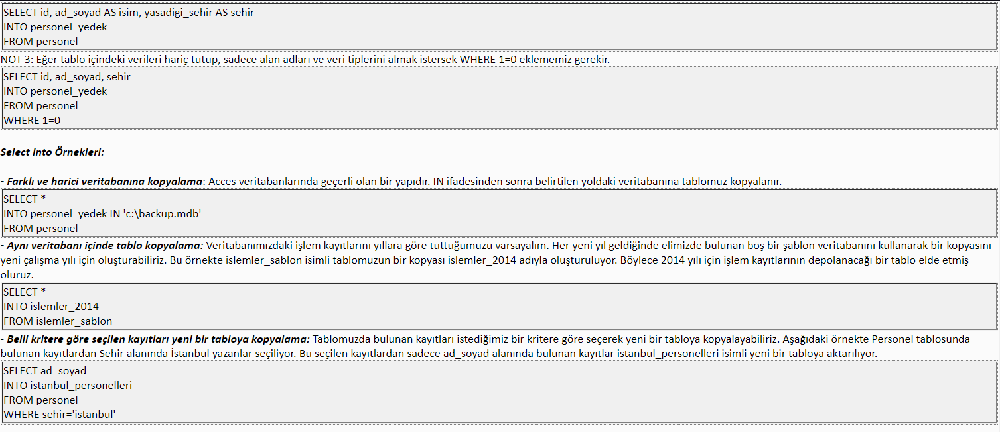 SELECT id, ad_soyad AS isim, yasadigi_sehir AS sehir
INTO personel_yedek
FROM personel
NOT 3: Eğer tablo içindeki verileri hariç tutup, sadece alan adları ve veri tiplerini almak istersek WHERE 1=0 eklememiz gerekir.
SELECT id, ad_soyad, sehir
INTO personel_yedek
FROM personel
WHERE 1=0
Select Into Örnekleri:
- Farklı ve harici veritabanına kopyalama: Acces veritabanlarında geçerli olan bir yapıdır. IN ifadesinden sonra belirtilen yoldaki veritabanına tablomuz kopyalanır.
SELECT *
INTO personel_yedek IN 'c:\backup.mdb'
FROM personel
- Aynı veritabanı içinde tablo kopyalama: Veritabanımızdaki işlem kayıtlarını yıllara göre tuttuğumuzu varsayalım. Her yeni yıl geldiğinde elimizde bulunan boş bir şablon veritabanını kullanarak bir kopyasını
yeni çalışma yılı için oluşturabiliriz. Bu örnekte islemler_sablon isimli tablomuzun bir kopyası islemler_2014 adıyla oluşturuluyor. Böylece 2014 yılı için işlem kayıtlarının depolanacağı bir tablo elde etmiş
oluruz.
SELECT *
INTO islemler_2014
FROM islemler_sablon
- Belli kritere göre seçilen kayıtları yeni bir tabloya kopyalama: Tablomuzda bulunan kayıtları istediğimiz bir kritere göre seçerek yeni bir tabloya kopyalayabiliriz. Aşağıdaki örnekte Personel tablosunda
bulunan kayıtlardan Sehir alanında İstanbul yazanlar seçiliyor. Bu seçilen kayıtlardan sadece ad_soyad alanında bulunan kayıtlar istanbul_personelleri isimli yeni bir tabloya aktarılıyor.
SELECT ad_soyad
INTO istanbul_personelleri
FROM personel
WHERE sehir='istanbul'